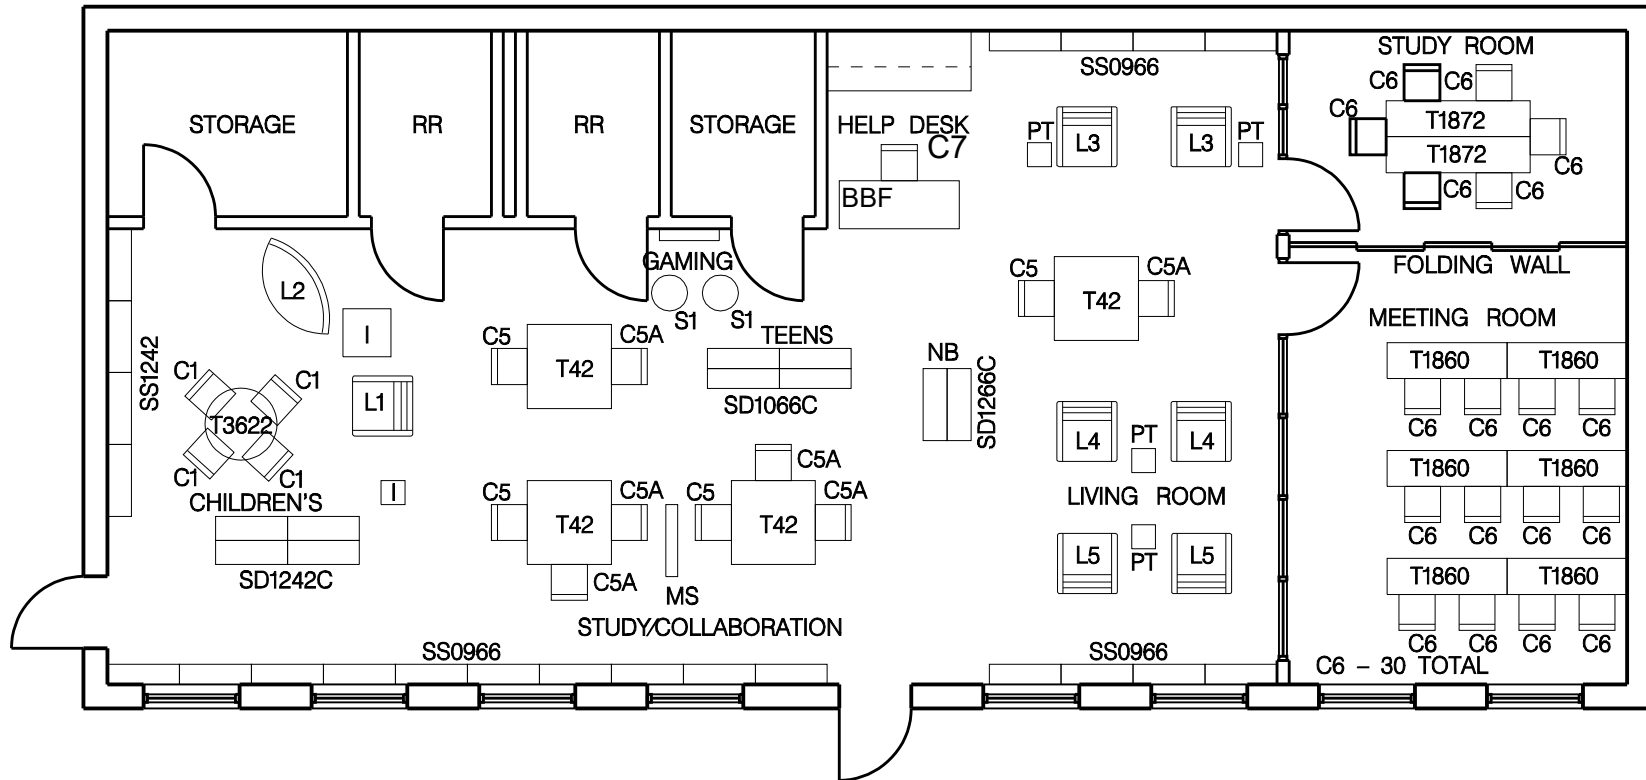 STUDY ROOM
SS0966
C6 C6
C6
T1872
T1872
C6
C6 C6
STORAGE
RR
RR
STORAGE
HELP DESK
C7
BBF
PT
L3
L3
PT
FOLDING WALL
GAMING
S1 S1
L2
I
C5 T42 C5A
C5 T42 C5A
TEENS
SD1066C
NB
SD1266C
MEETING ROOM
T1860 T1860
C6 C6 C6 C6
T1860 T1860
C6 C6 C6 C6
T1860 T1860
C6 C6 C6 C6
C6 - 30 TOTAL
SS1242
C1 C1
T3622
C1 C1
L1
I
CHILDREN'S
SD1242C
C5 T42 C5A
C5A
MS
C5A
C5 T42 C5A
STUDY/COLLABORATION
L4 PT L4
LIVING ROOM
L5 PT L5
SS0966
SS0966